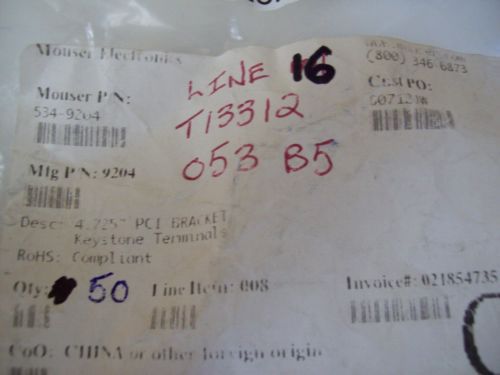 Mouser Electronics
(800) 346-6873
LINE 16
Mouser P/N:
Cust PO:
534-9204
T13312
053 B5
Mfg P/N: 9204
Desc: 4.725" PCI BRACKET
Keystone Terminals
RoHS: Compliant
Qty: 50
Line Item: 008
Invoice#: 021854735
CoO: CHINA or other foreign origin